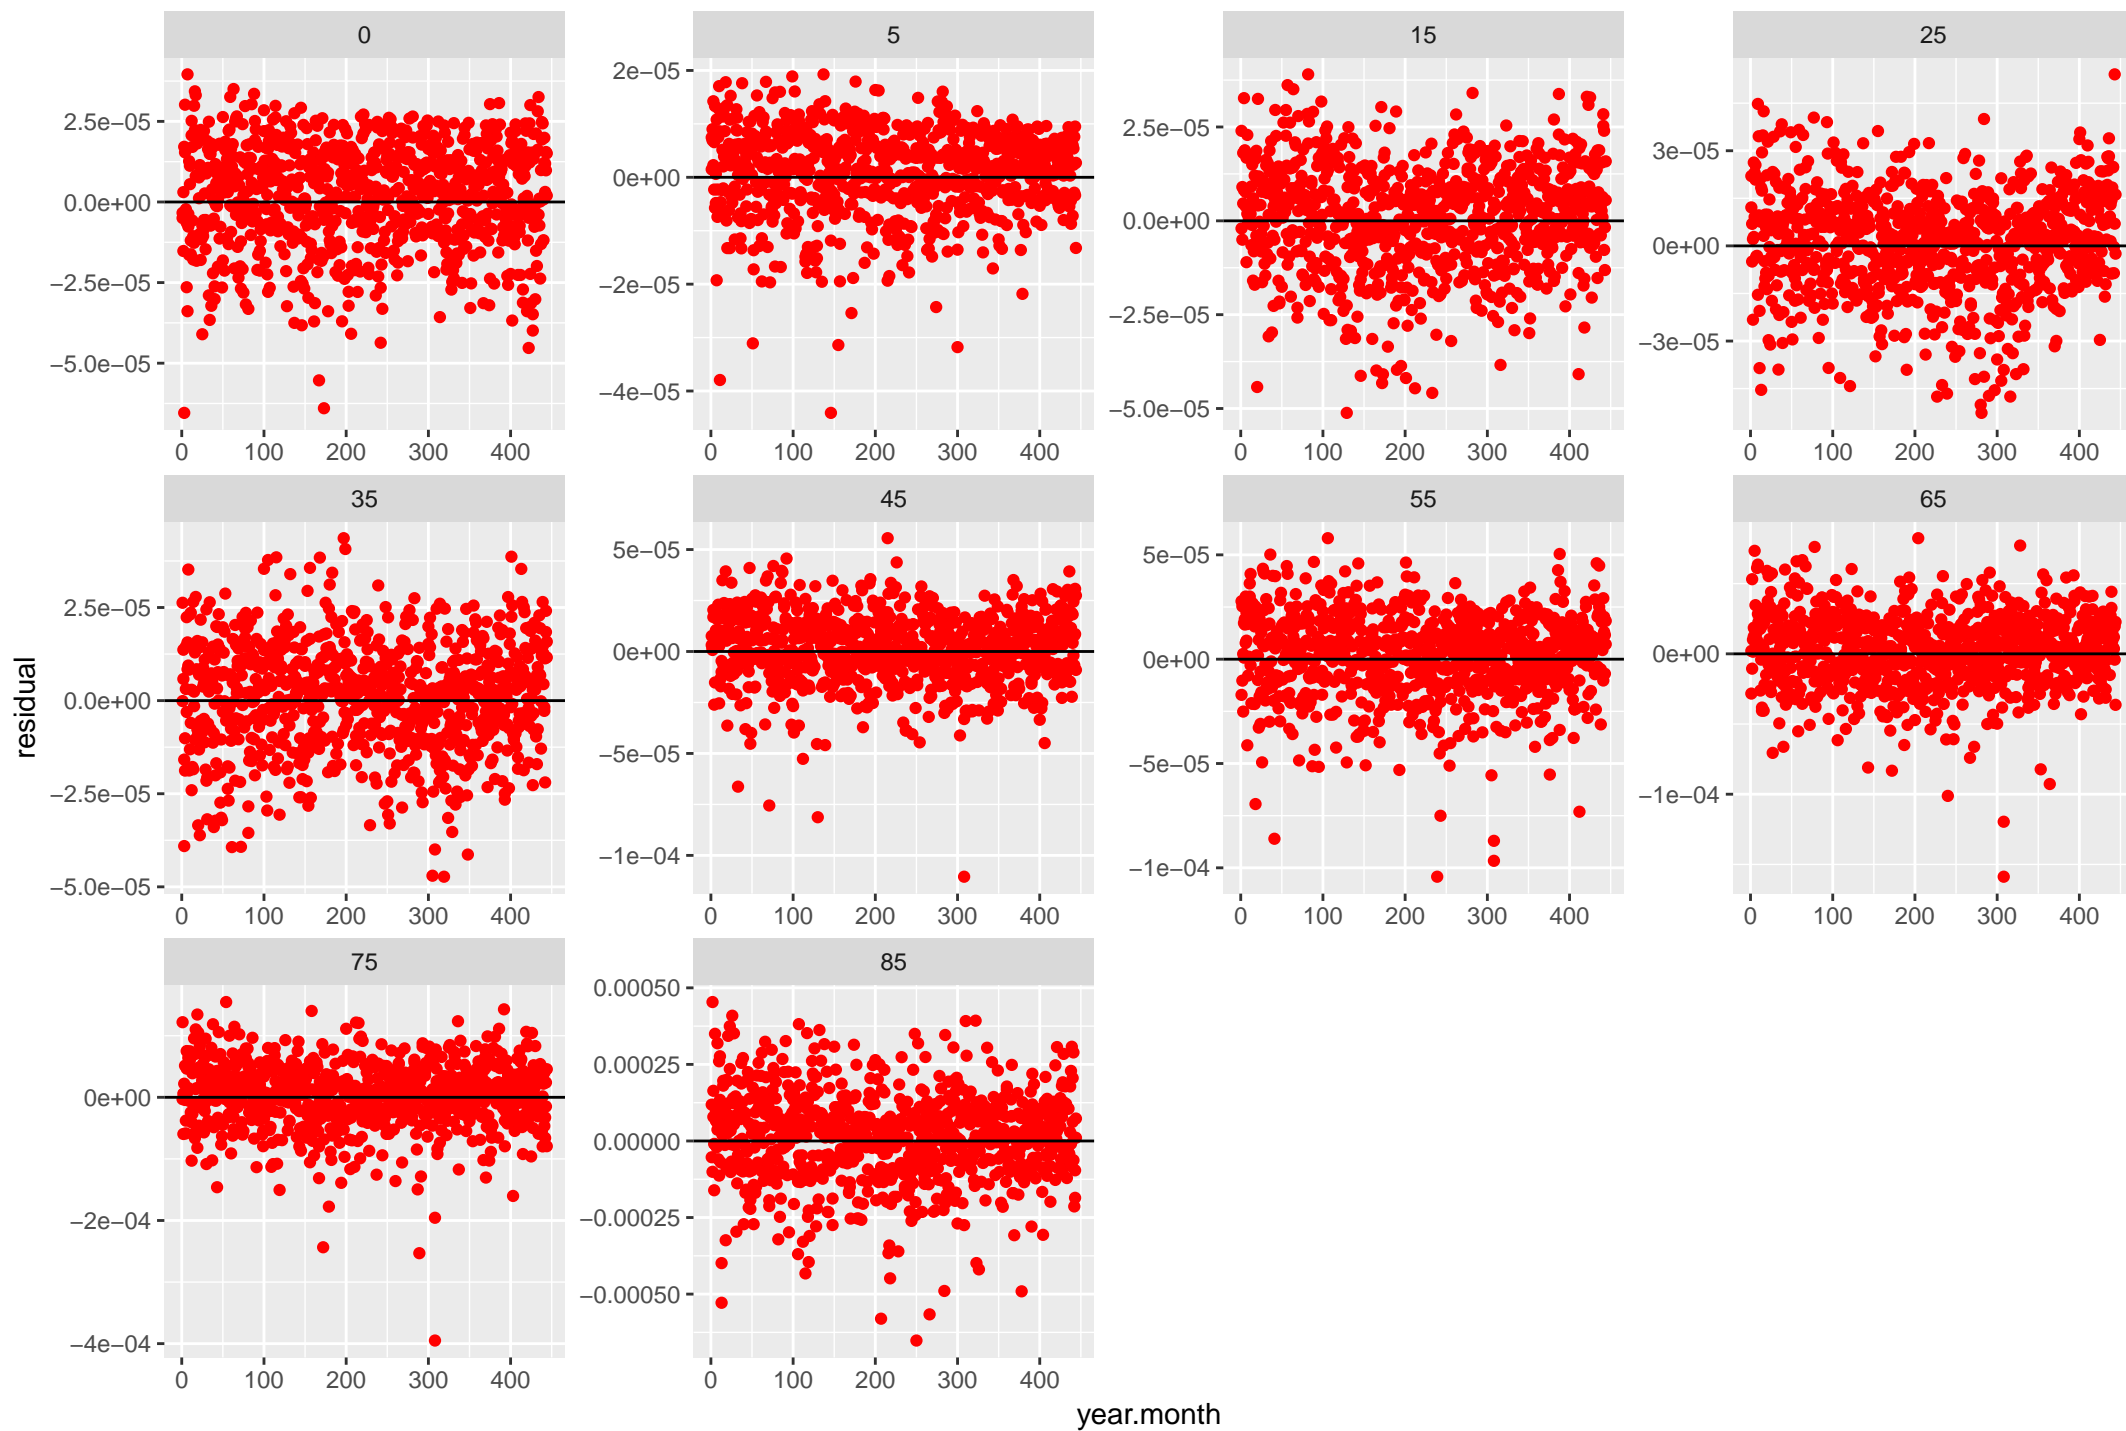 0 5 15 25
2.5e−05
0.0e+00
−2.5e−05
−5.0e−05
2e−05
0e+00
−2e−05
−4e−05
2.5e−05
0.0e+00
−2.5e−05
−5.0e−05
3e−05
0e+00
−3e−05
0 100 200 300 400 0 100 200 300 400 0 100 200 300 400 0 100 200 300 400
35 45 55 65
2.5e−05
0.0e+00
−2.5e−05
−5.0e−05
5e−05
0e+00
−5e−05
−1e−04
5e−05
0e+00
−5e−05
−1e−04
0e+00
−1e−04
0 100 200 300 400 0 100 200 300 400 0 100 200 300 400 0 100 200 300 400
75 85
0e+00
−2e−04
−4e−04
0.00050
0.00025
0.00000
−0.00025
−0.00050
0 100 200 300 400 0 100 200 300 400
residual
year.month